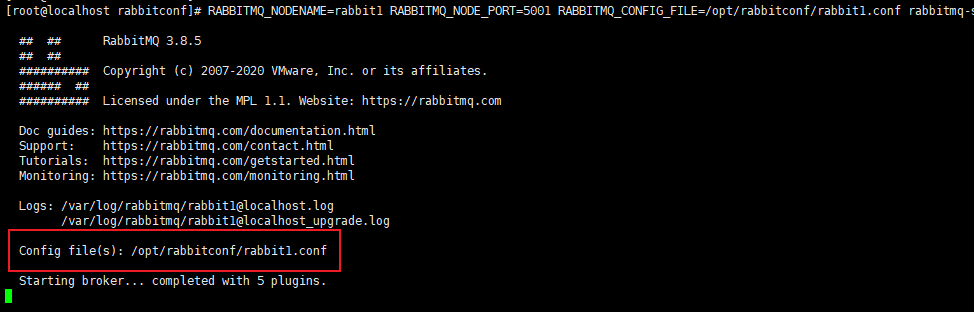 [root@localhost rabbitconf]# RABBITMQ_NODENAME=rabbit1 RABBITMQ_NODE_PORT=5001 RABBITMQ_CONFIG_FILE=/opt/rabbitconf/rabbit1.conf rabbitmq-s
## ## RabbitMQ 3.8.5
## ##
########## Copyright (c) 2007-2020 VMware, Inc. or its affiliates.
###### ##
########## Licensed under the MPL 1.1. Website: https://rabbitmq.com
Doc guides: https://rabbitmq.com/documentation.html
Support: https://rabbitmq.com/contact.html
Tutorials: https://rabbitmq.com/getstarted.html
Monitoring: https://rabbitmq.com/monitoring.html
Logs: /var/log/rabbitmq/rabbit1@localhost.log
/var/log/rabbitmq/rabbit1@localhost_upgrade.log
Config file(s): /opt/rabbitconf/rabbit1.conf
Starting broker... completed with 5 plugins.